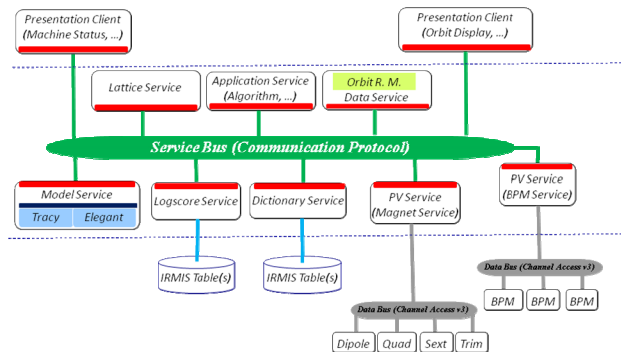 Presentation Client
(Machine Status, ...)
Presentation Client
(Orbit Display, ...)
Lattice Service
Application Service
(Algorithm, ...)
Orbit R. M.
Data Service
Service Bus (Communication Protocol)
Model Service
Tracy Elegant
Logscore Service
Dictionary Service
PV Service
(Magnet Service)
PV Service
(BPM Service)
IRMIS Table(s)
IRMIS Table(s)
Data Bus (Channel Access v3)
BPM BPM BPM
Data Bus (Channel Access v3)
Dipole Quad Sext Trim